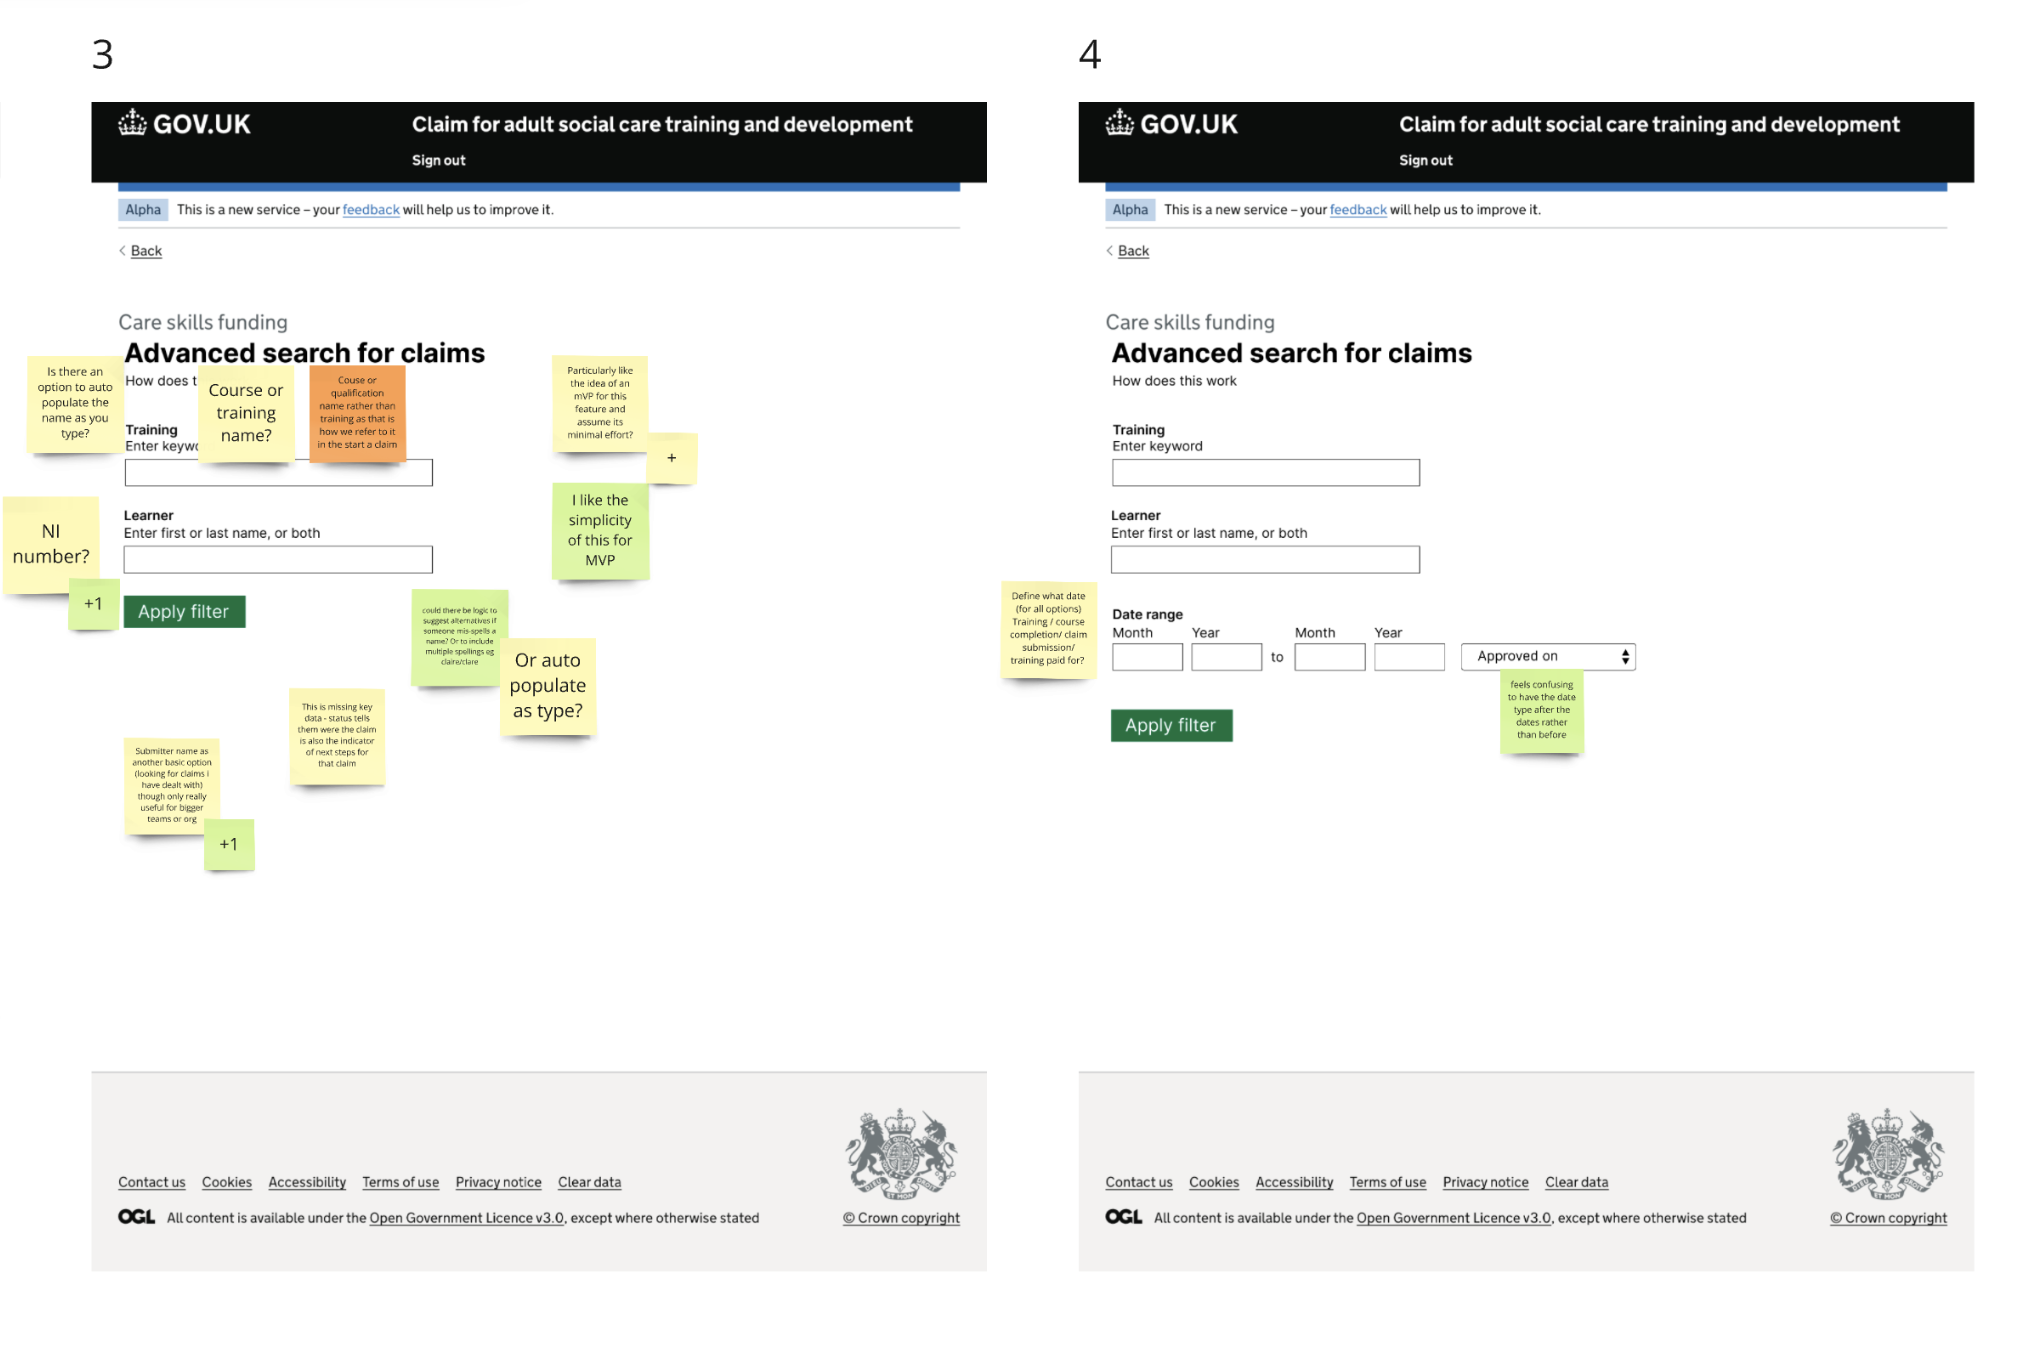 3
GOV.UK
Claim for adult social care training and development
Sign out
Alpha
This is a new service – your feedback will help us to improve it.
< Back
Care skills funding
Advanced search for claims
How does t
Is there an
option to auto
populate the
name as you
type?
Course or
training
name?
Couse or
qualification
name rather than
training as that is
how we refer to it
in the start a claim
Particularly like
the idea of an
mVP for this
feature and
assume its
minimal effort?
+
Training
Enter keywo
I like the
simplicity
of this for
MVP
NI
number?
+1
Learner
Enter first or last name, or both
Apply filter
could there be logic to
suggest alternatives if
someone mis-spells a
name? Or to include
multiple spellings eg
claire/clare
Or auto
populate
as type?
This is missing key
data - status tells
them were the claim
is also the indicator
of next steps for
that claim
Submitter name as
another basic option
(looking for claims i
have dealt with)
though only really
useful for bigger
teams or org
+1
Contact us
Cookies
Accessibility
Terms of use
Privacy notice
Clear data
OGL
All content is available under the Open Government Licence v3.0, except where otherwise stated
© Crown copyright
4
GOV.UK
Claim for adult social care training and development
Sign out
Alpha
This is a new service – your feedback will help us to improve it.
< Back
Care skills funding
Advanced search for claims
How does this work
Training
Enter keyword
Learner
Enter first or last name, or both
Define what date
(for all options)
Training / course
completion/ claim
submission/
training paid for?
Date range
Month
Year
to
Month
Year
Approved on
feels confusing
to have the date
type after the
dates rather
than before
Apply filter
Contact us
Cookies
Accessibility
Terms of use
Privacy notice
Clear data
OGL
All content is available under the Open Government Licence v3.0, except where otherwise stated
© Crown copyright